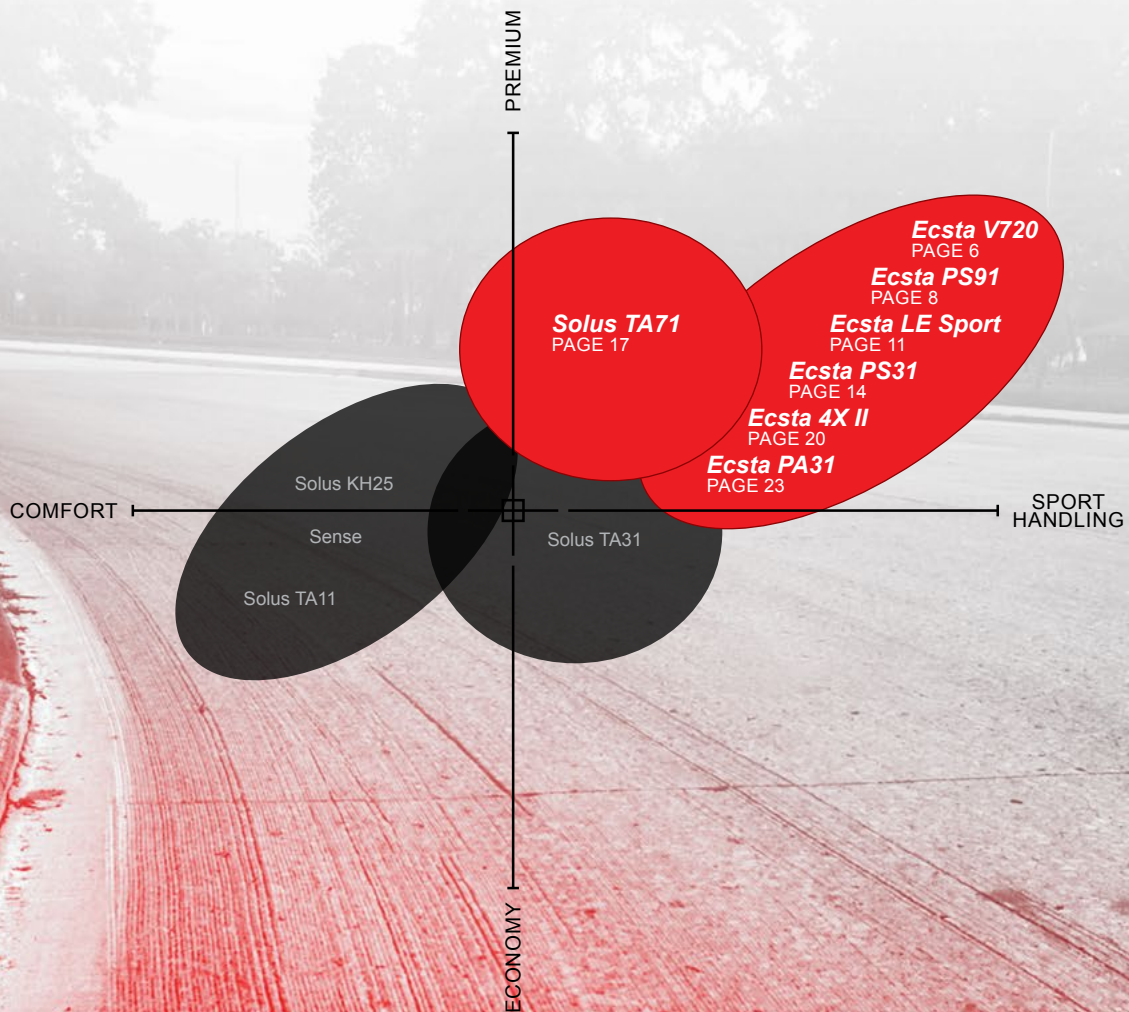 PREMIUM
Ecsta V720
PAGE 6
Ecsta PS91
PAGE 8
Ecsta LE Sport
PAGE 11
Solus TA71
PAGE 17
Ecsta PS31
PAGE 14
Ecsta 4X II
PAGE 20
Ecsta PA31
PAGE 23
Solus KH25
COMFORT
SPORT
HANDLING
Sense
Solus TA31
Solus TA11
ECONOMY